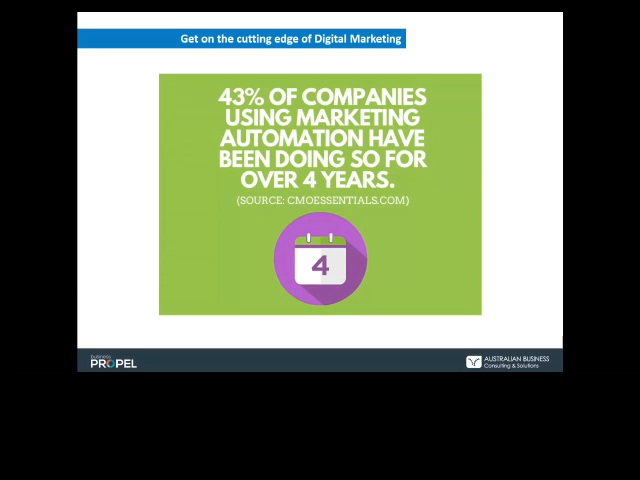 Get on the cutting edge of Digital Marketing
43% OF COMPANIES
USING MARKETING
AUTOMATION HAVE
BEEN DOING SO FOR
OVER 4 YEARS.
(SOURCE: CMOESSENTIALS.COM)
4
business
PROPEL
AUSTRALIAN BUSINESS
Consulting & Solutions